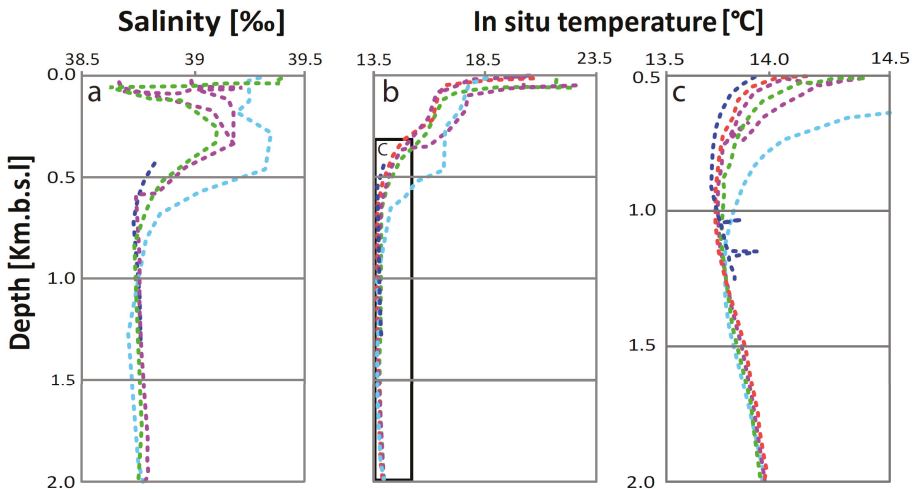 Salinity [‰] In situ temperature [°C]
38.5 39 39.5 13.5 18.5 23.5 13.5 14.0 14.5
0.0 0.5
a b c
C
0.5
1.0 1.0
1.5 1.5
2.0 2.0 2.0
Depth [Km.b.s.l]